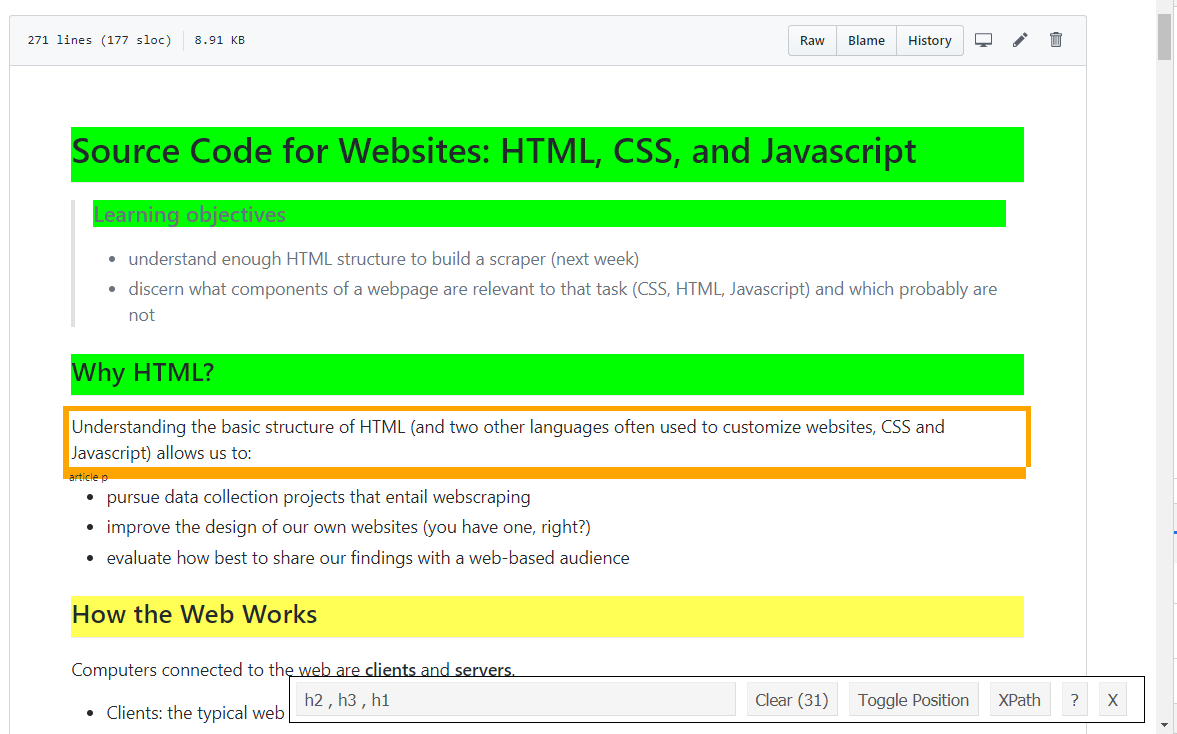 271 lines (177 sloc) 8.91 KB
Raw Blame History
Source Code for Websites: HTML, CSS, and Javascript
Learning objectives
• understand enough HTML structure to build a scraper (next week)
• discern what components of a webpage are relevant to that task (CSS, HTML, Javascript) and which probably are
not
Why HTML?
Understanding the basic structure of HTML (and two other languages often used to customize websites, CSS and
Javascript) allows us to:
article p
• pursue data collection projects that entail webscraping
• improve the design of our own websites (you have one, right?)
• evaluate how best to share our findings with a web-based audience
How the Web Works
Computers connected to the web are clients and servers.
• Clients: the typical web
h2 , h3 , h1 Clear (31) Toggle Position XPath ? X